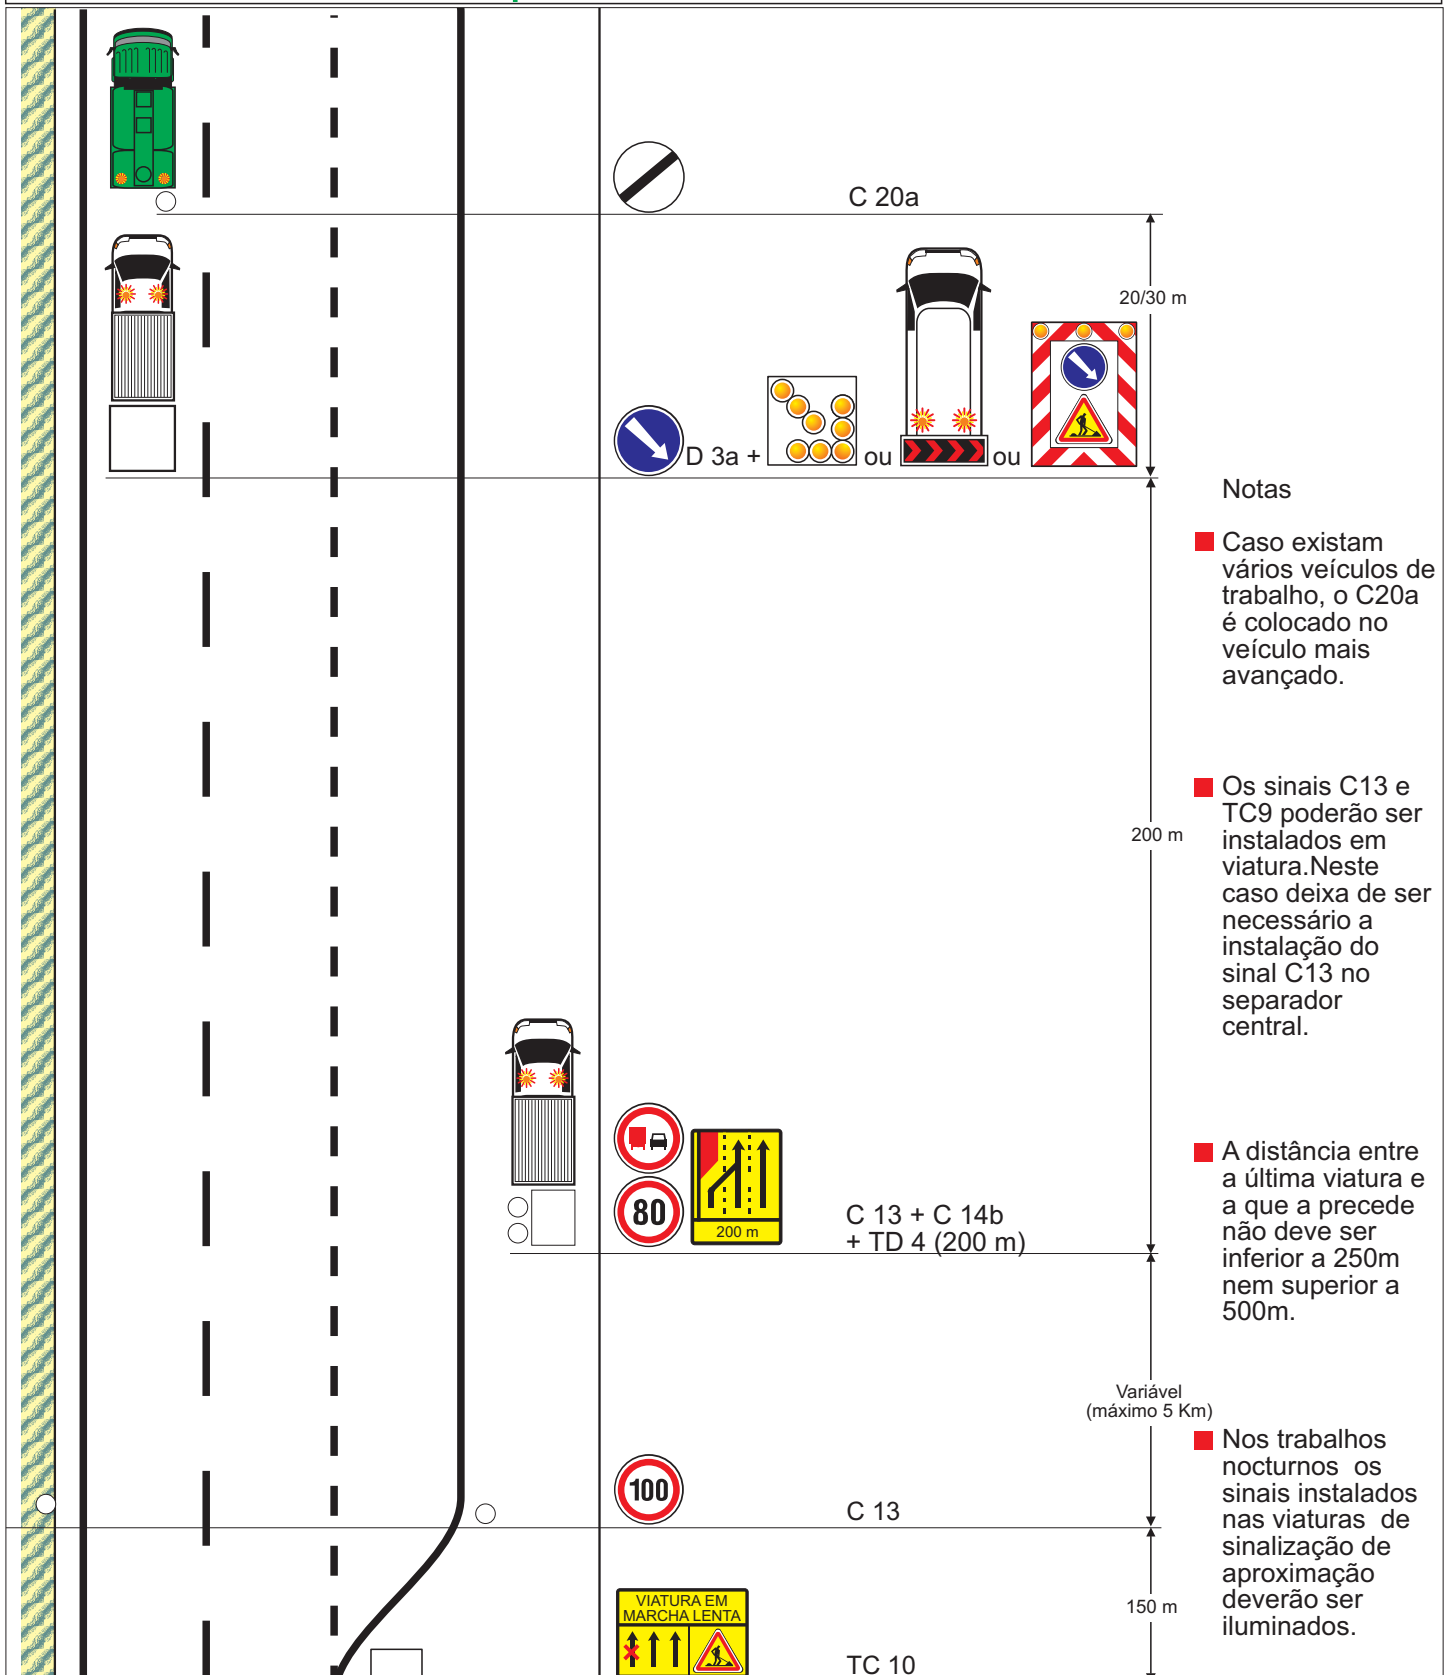 C 20a
20/30 m
D 3a +
ou
ou
Notas
Caso existam
vários veículos de
trabalho, o C20a
é colocado no
veículo mais
avançado.
Os sinais C13 e
TC9 poderão ser
instalados em
viatura.Neste
caso deixa de ser
necessário a
instalação do
sinal C13 no
separador
central.
200 m
A distância entre
a última viatura e
a que a precede
não deve ser
inferior a 250m
nem superior a
500m.
80
200 m
C 13 + C 14b
+ TD 4 (200 m)
Variável
(máximo 5 Km)
Nos trabalhos
nocturnos os
sinais instalados
nas viaturas de
sinalização de
aproximação
deverão ser
iluminados.
100
C 13
150 m
VIATURA EM
MARCHA LENTA
TC 10